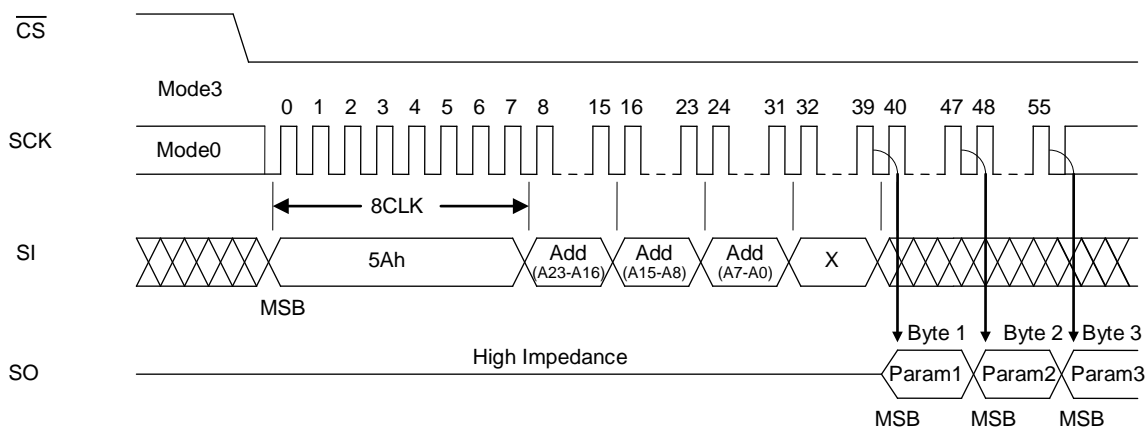 CS
Mode3
0 1 2 3 4 5 6 7 8 15 16 23 24 31 32 39 40 47 48 55
SCK
Mode0
8CLK
SI
5Ah
Add
(A23-A16)
Add
(A15-A8)
Add
(A7-A0)
X
MSB
Byte 1
Byte 2
Byte 3
High Impedance
SO
Param1
Param2
Param3
MSB
MSB
MSB